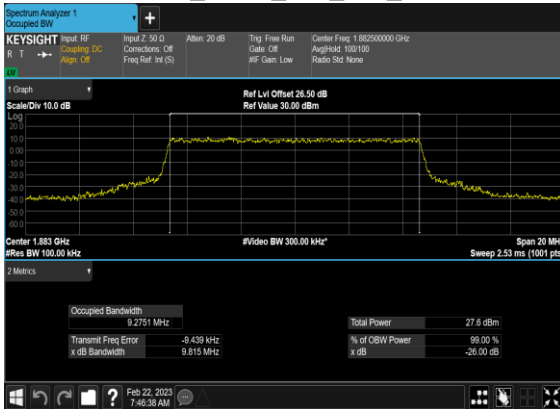 Spectrum Analyzer 1
Occupied BW
+
KEYSIGHT Input: RF Input Z: 50 Ω Atten: 20 dB Trig: Free Run Center Freq: 1.882500000 GHz
R T Coupling: DC Corrections: Off Gate: Off Avg|Hold: 100/100
Align: Off Freq Ref: Int (S) #IF Gain: Low Radio Std: None
LXI
1 Graph
Ref Lvl Offset 26.50 dB
Scale/Div 10.0 dB Ref Value 30.00 dBm
Log
20.0
10.0
0.00
-10.0
-20.0
-30.0
-40.0
-50.0
-60.0
Center 1.883 GHz #Video BW 300.00 kHz* Span 20 MH
#Res BW 100.00 kHz Sweep 2.53 ms (1001 pts
2 Metrics
Occupied Bandwidth
9.2751 MHz Total Power 27.6 dBm
Transmit Freq Error -9.439 kHz % of OBW Power 99.00 %
x dB Bandwidth 9.815 MHz x dB -26.00 dB
? Feb 22, 2023
7:46:38 AM